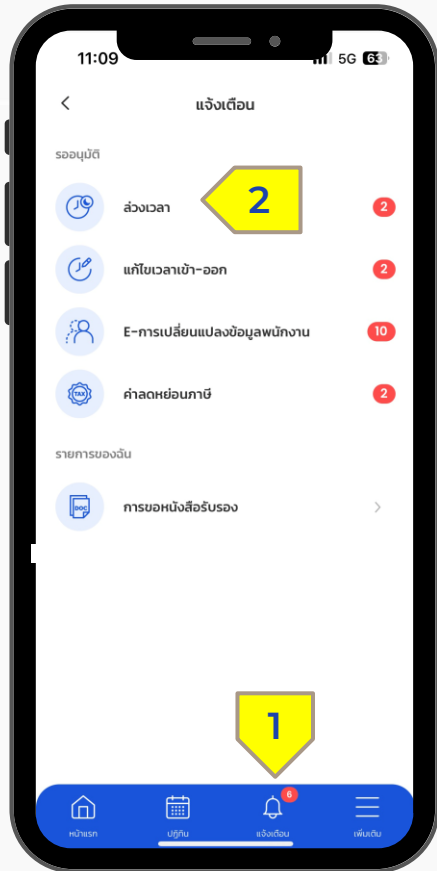 11:09
5G 63
แจ้งเตือน
รออนุมัติ
ล่วงเวลา
2
2
แก้ไขเวลาเข้า-ออก
2
E-การเปลี่ยนแปลงข้อมูลพนักงาน
10
TAX
ค่าลดหย่อนภาษี
2
รายการของฉัน
DOC
การขอหนังสือรับรอง
1
6
หน้าแรก
ปฏิทิน
แจ้งเตือน
เพิ่มเติม